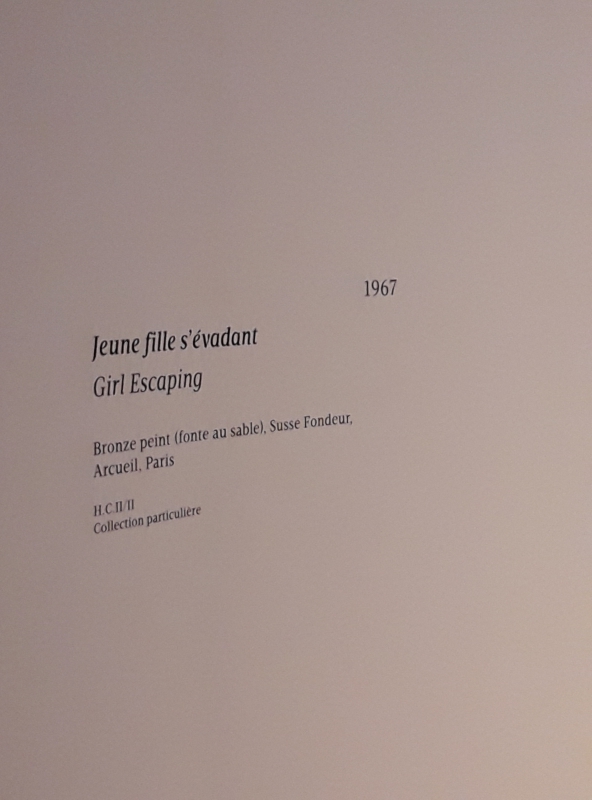 1967
Jeune fille s'évadant
Girl Escaping
Bronze peint (fonte au sable), Susse Fondeur,
Arcueil, Paris
H.C.II/II
Collection particulière